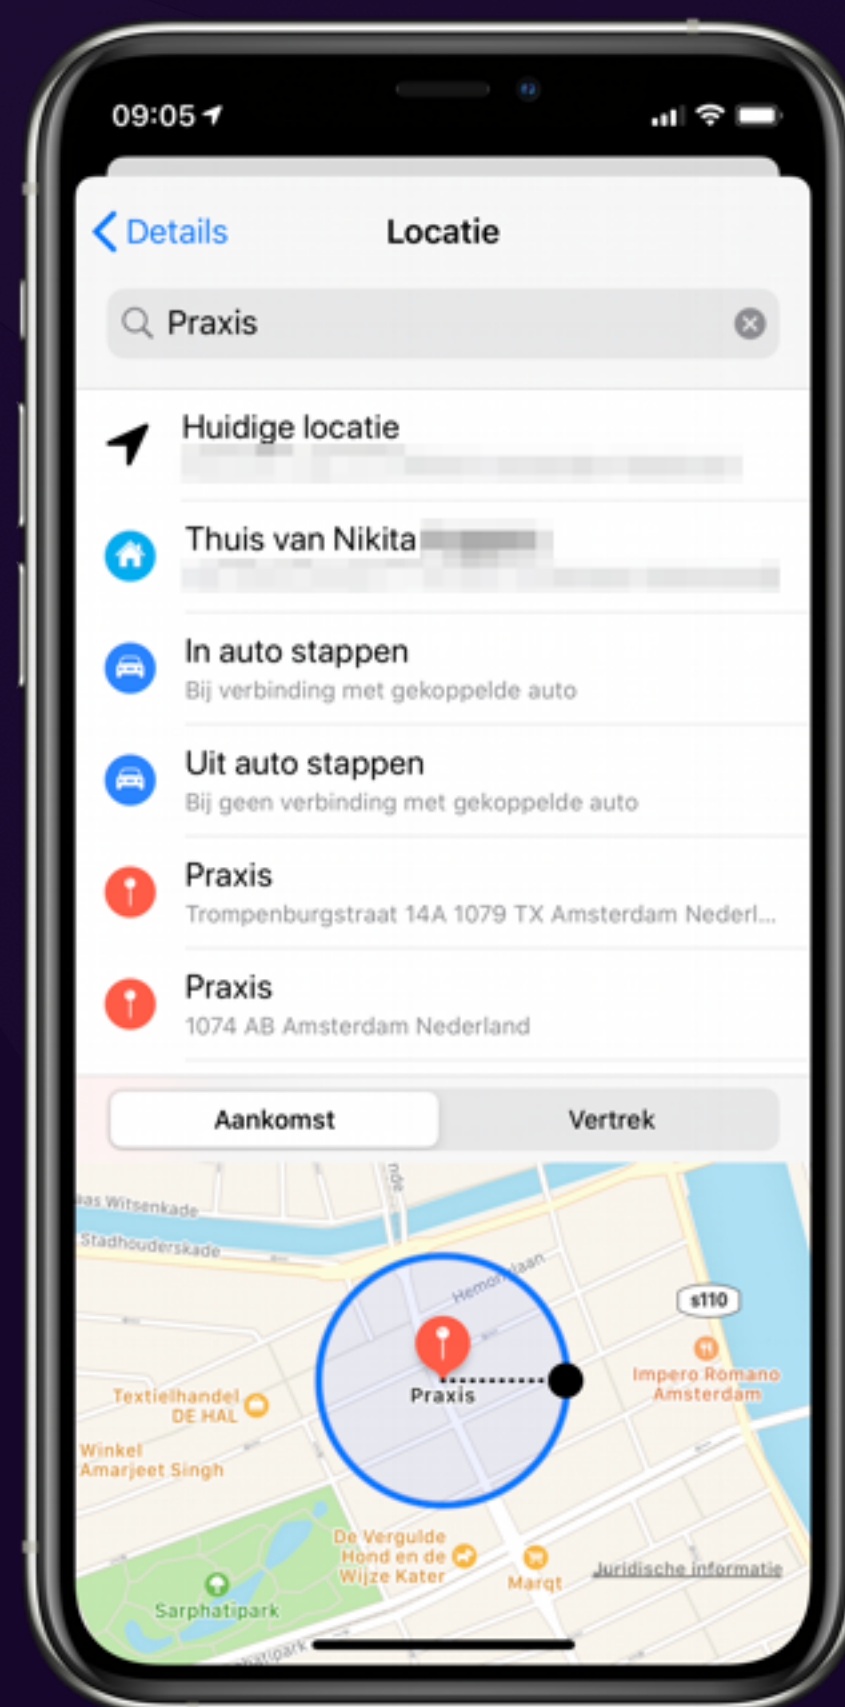 09:05
Details
Locatie
Praxis
Huidige locatie
Thuis van Nikita
In auto stappen
Bij verbinding met gekoppelde auto
Uit auto stappen
Bij geen verbinding met gekoppelde auto
Praxis
Trompenburgstraat 14A 1079 TX Amsterdam Nederl...
Praxis
1074 AB Amsterdam Nederland
Aankomst
Vertrek
aas Witsenkade
nde
Stadhouderskade
s110
Impero Romano
Amsterdam
Praxis
Textielhandel
DE HAL
Winkel
Amarjeet Singh
De Vergulde
Hond en de
Wijze Kater
Marqt
Juridische informatie
Sarphatipark